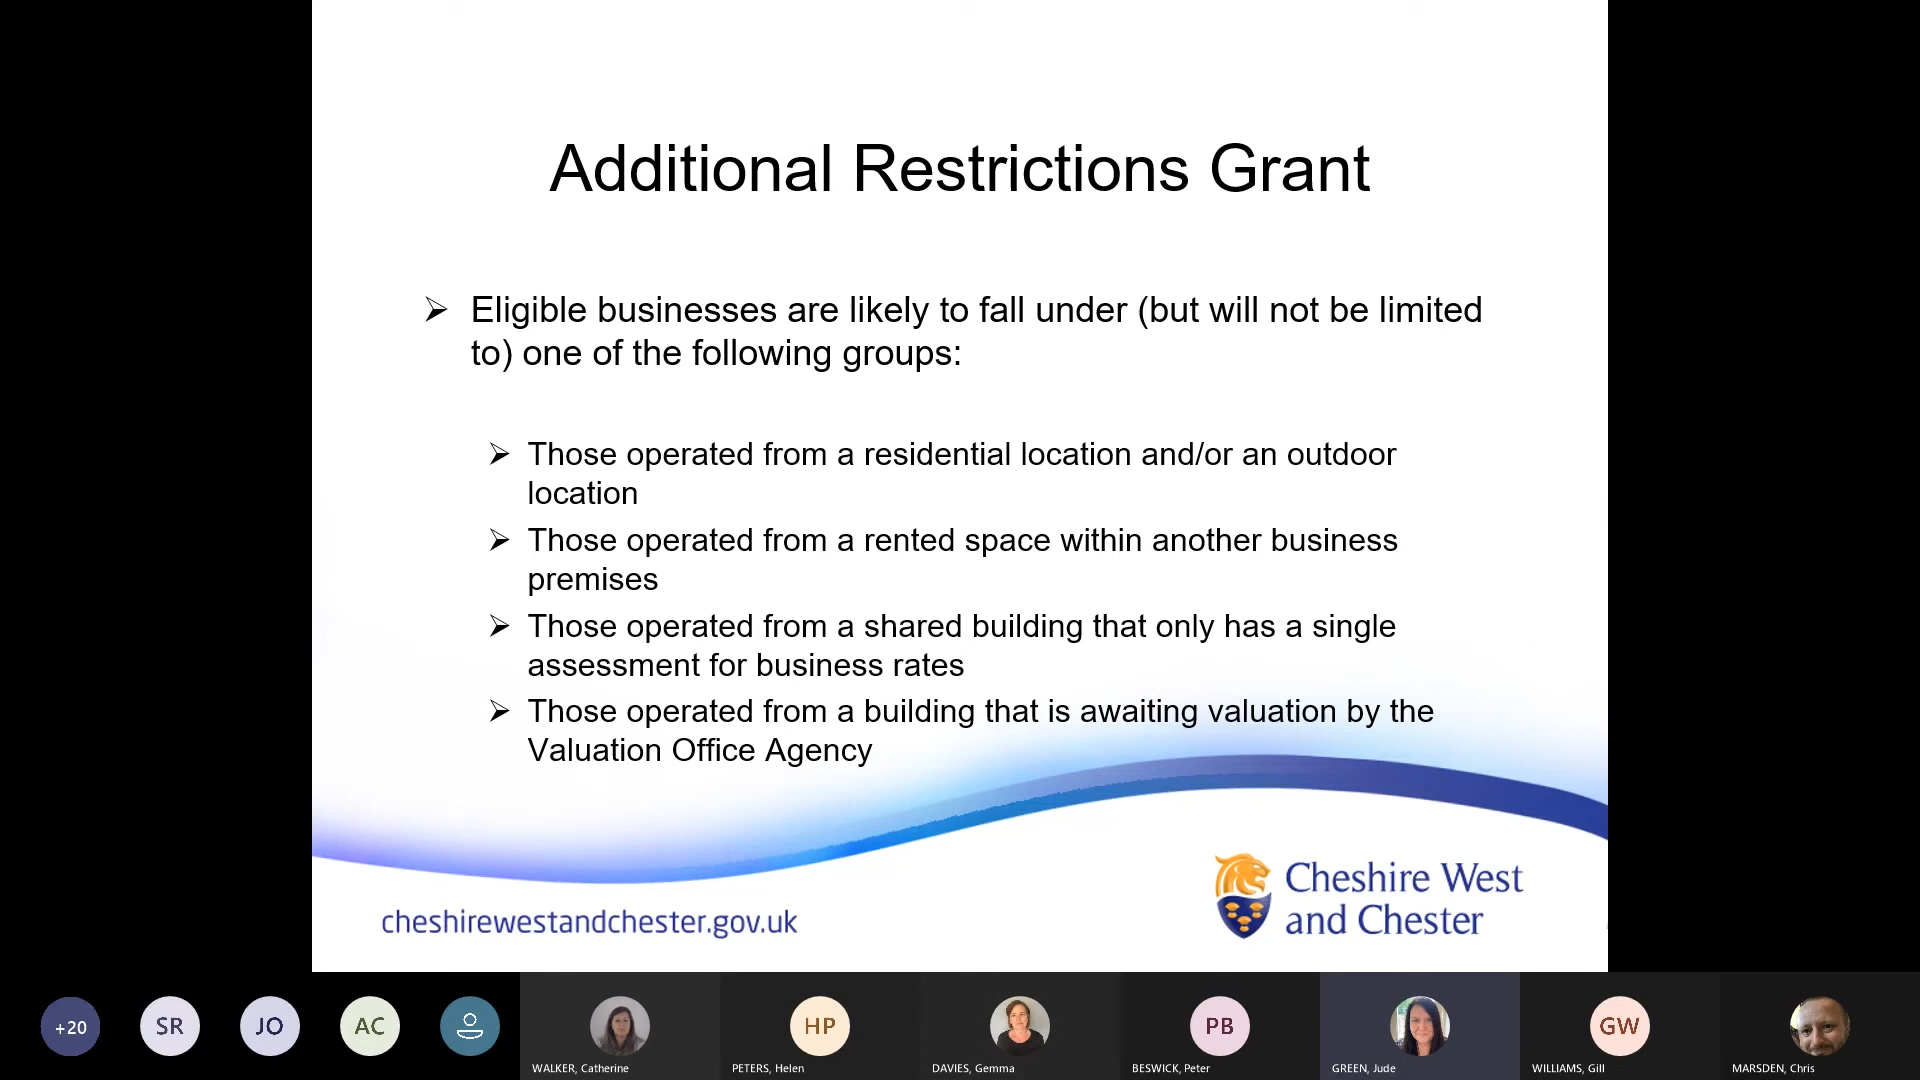 Additional Restrictions Grant
Eligible businesses are likely to fall under (but will not be limited
to) one of the following groups:
Those operated from a residential location and/or an outdoor
location
Those operated from a rented space within another business
premises
Those operated from a shared building that only has a single
assessment for business rates
Those operated from a building that is awaiting valuation by the
Valuation Office Agency
cheshirewestandchester.gov.uk
Cheshire West
and Chester
+20
SR
JO
AC
HP
PB
GW
WALKER, Catherine
PETERS, Helen
DAVIES, Gemma
BESWICK, Peter
GREEN, Jude
WILLIAMS, Gill
MARSDEN, Chris